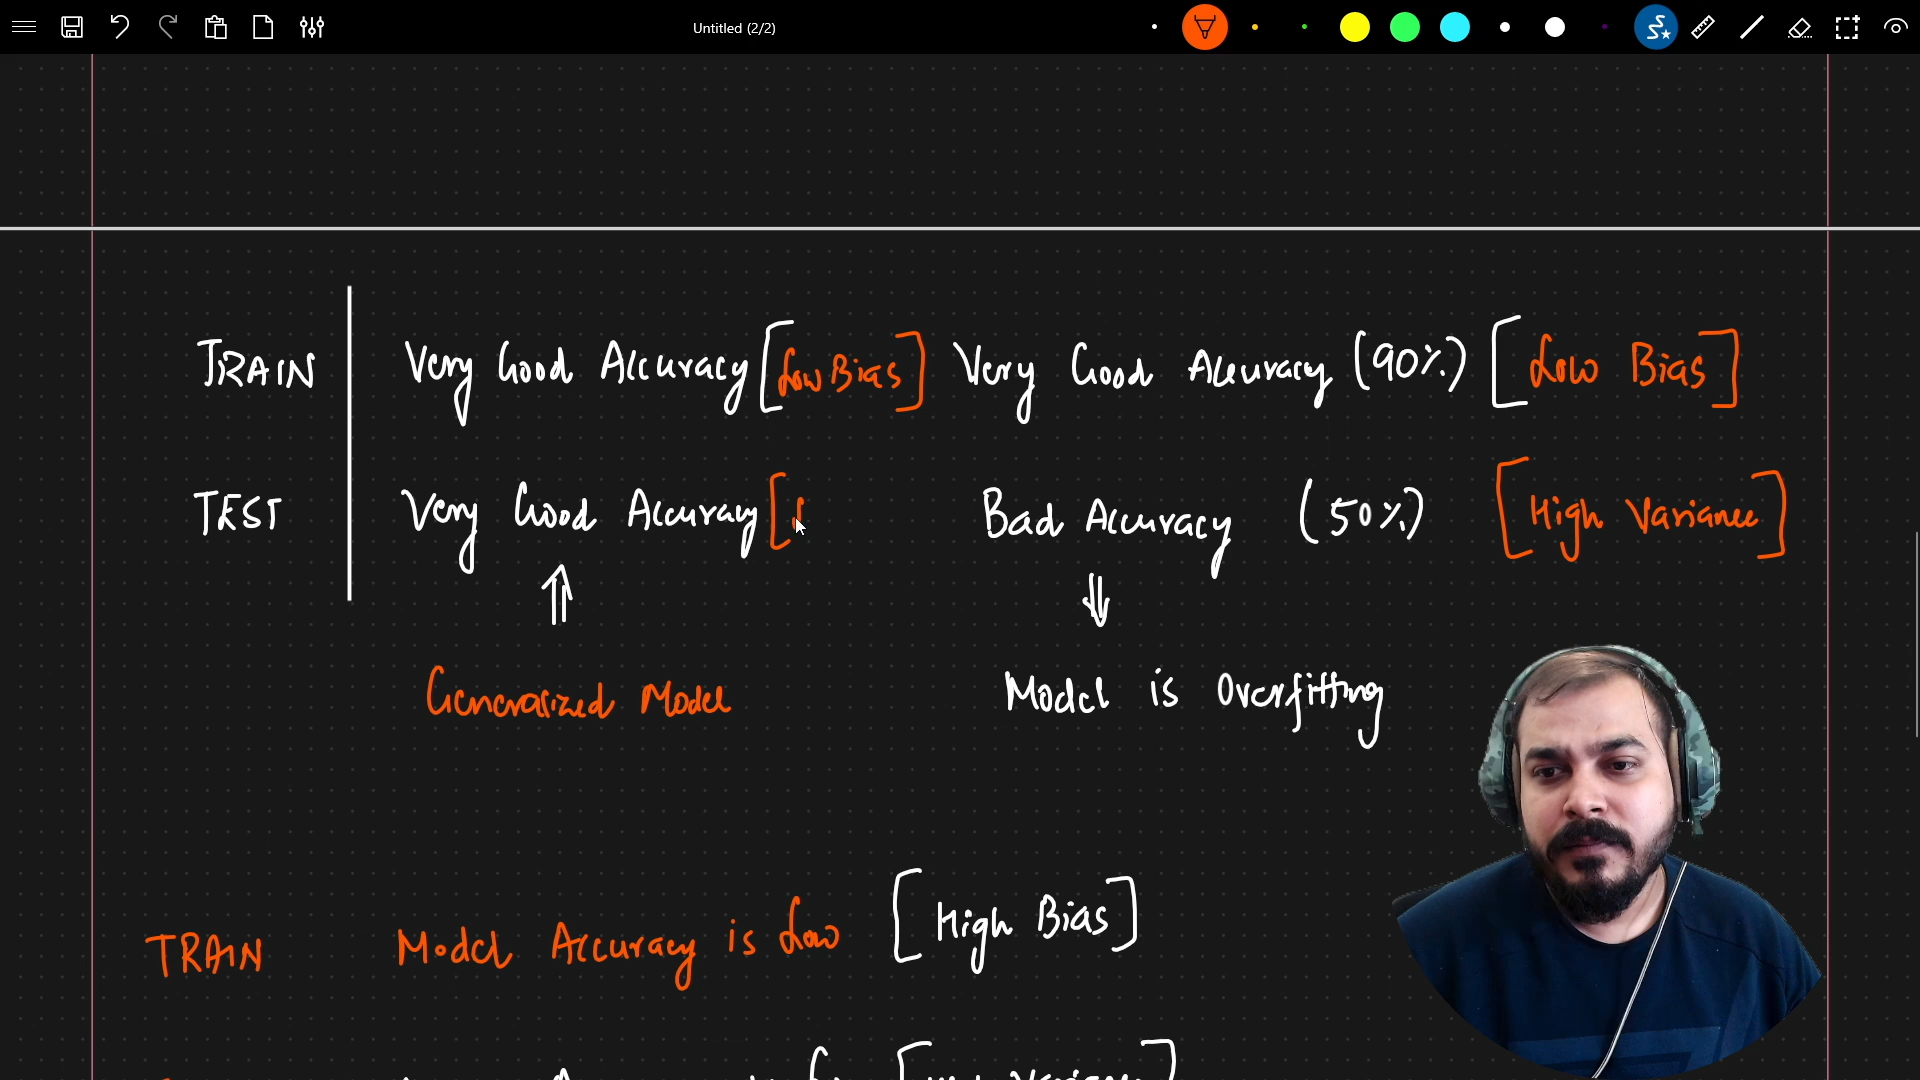 Untitled (2/2)
TRAIN Very Good Accuracy [Low Bias] Very Good Accuracy (90%) [Low Bias]
TEST Very Good Accuracy [ Bad Accuracy (50%) [High Variance]
Generalized Model Model is Overfitting
TRAIN Model Accuracy is Low [High Bias]
Variance]